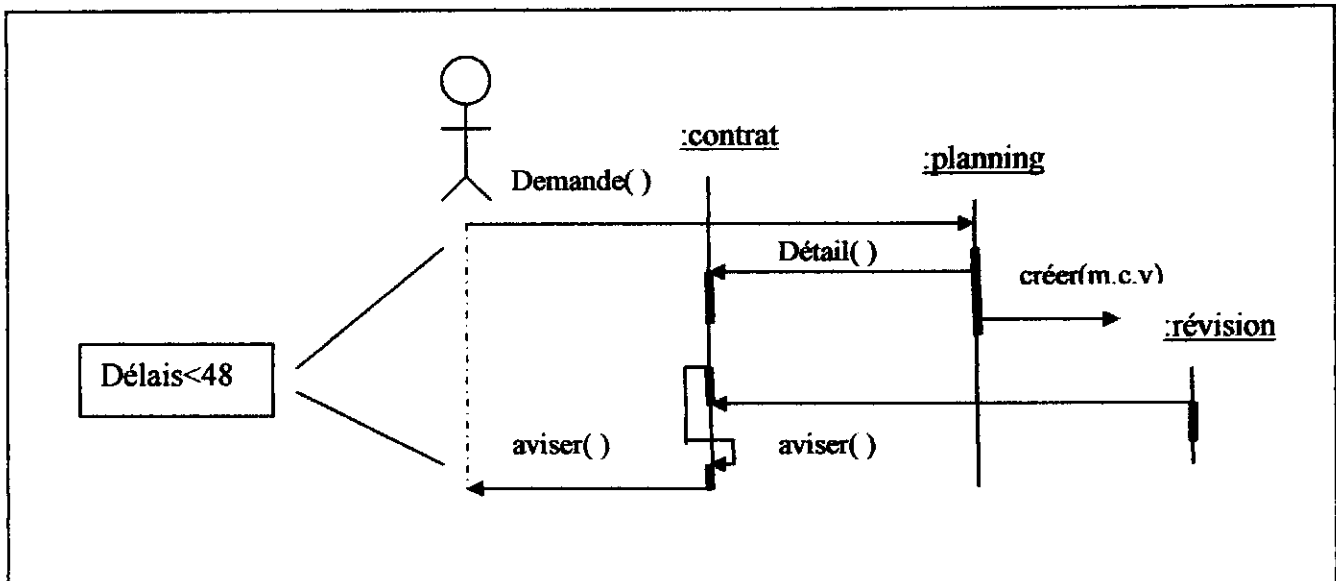 :contrat
:planning
Demande( )
Détail( )
créer(m.c.v)
:révision
Délais<48
aviser( )
aviser( )